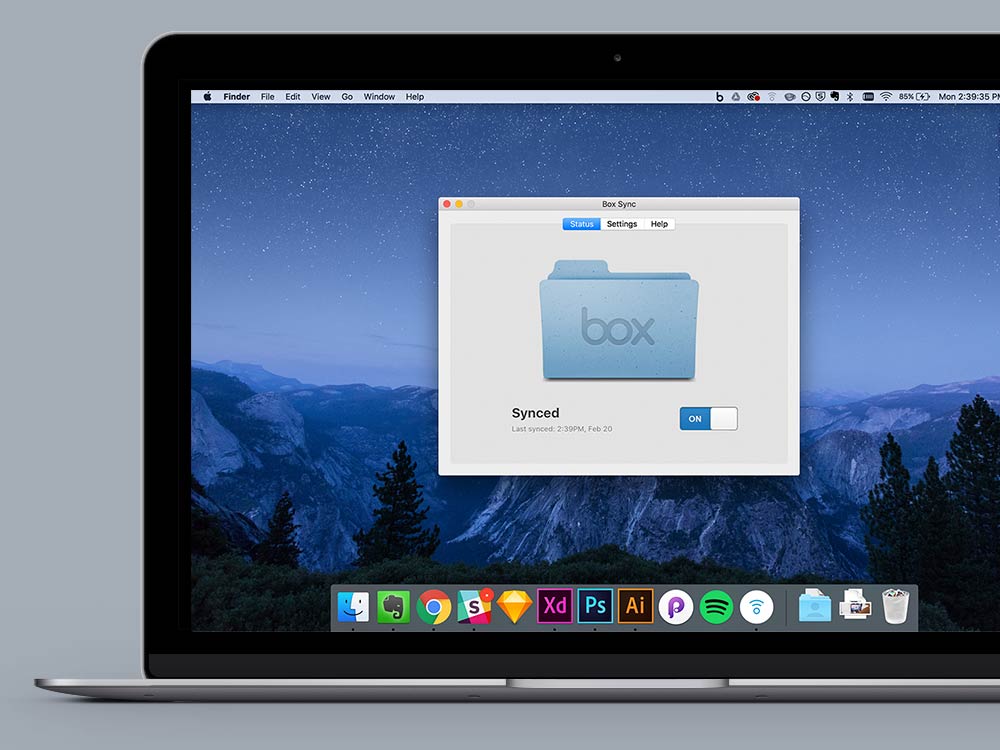 Finder File Edit View Go Window Help 85% Mon 2:39:35 PM
Box Sync
Status Settings Help
box
Synced
ON
Last synced: 2:39PM, Feb 20
S Xd Ps Ai